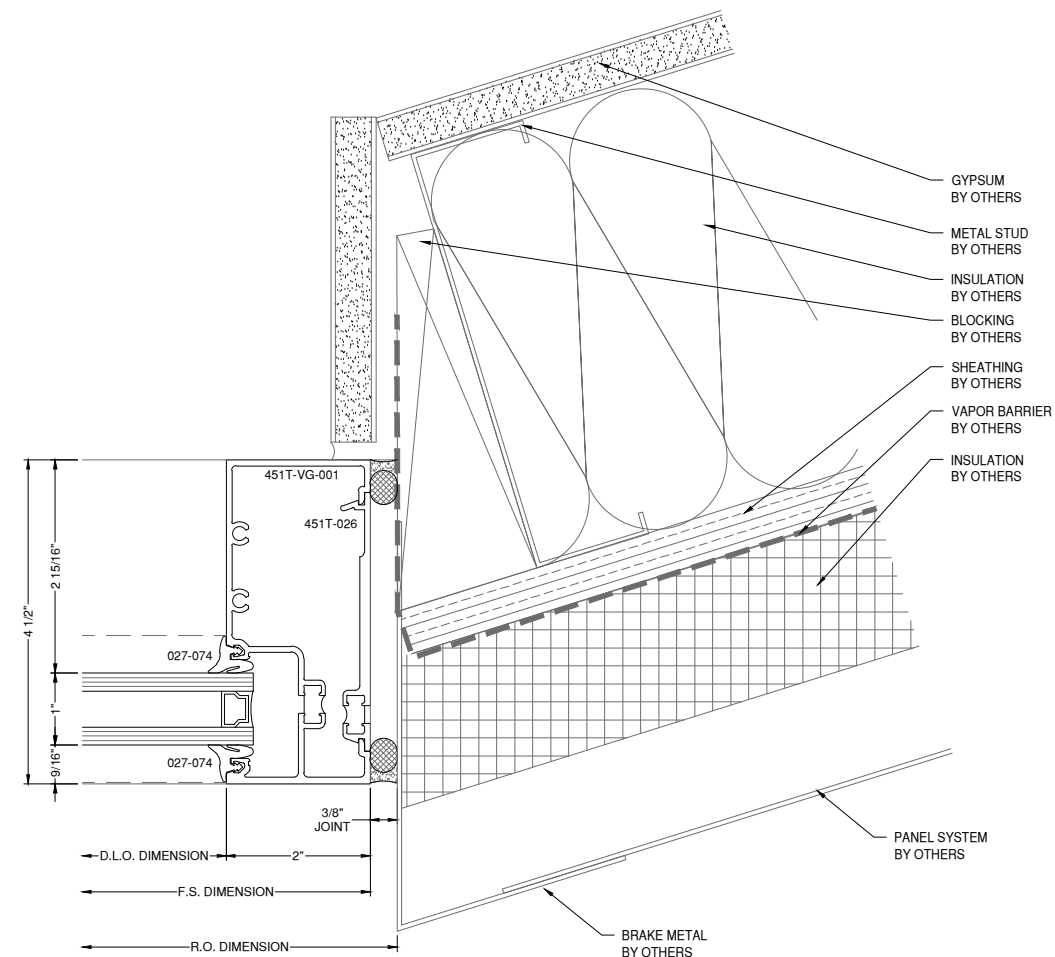 GYPSUM
BY OTHERS
METAL STUD
BY OTHERS
INSULATION
BY OTHERS
BLOCKING
BY OTHERS
SHEATHING
BY OTHERS
VAPOR BARRIER
BY OTHERS
INSULATION
BY OTHERS
451T-VG-001
451T-026
2 15/16"
4 1/2"
027-074
1"
027-074
9/16"
3/8"
JOINT
D.L.O. DIMENSION
2"
F.S. DIMENSION
R.O. DIMENSION
PANEL SYSTEM
BY OTHERS
BRAKE METAL
BY OTHERS